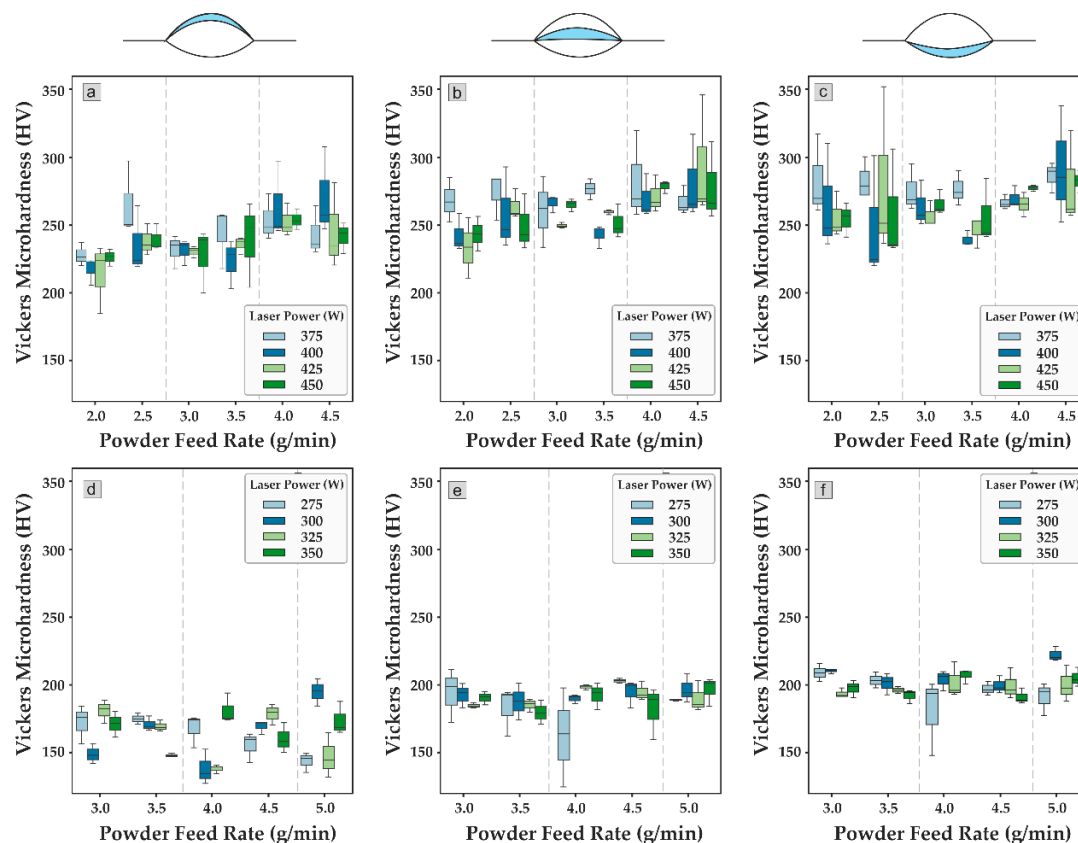 a
Vickers Microhardness (HV)
350
300
250
200
150
Laser Power (W)
375
400
425
450
2.0 2.5 3.0 3.5 4.0 4.5
Powder Feed Rate (g/min)
b
Vickers Microhardness (HV)
350
300
250
200
150
Laser Power (W)
375
400
425
450
2.0 2.5 3.0 3.5 4.0 4.5
Powder Feed Rate (g/min)
c
Vickers Microhardness (HV)
350
300
250
200
150
Laser Power (W)
375
400
425
450
2.0 2.5 3.0 3.5 4.0 4.5
Powder Feed Rate (g/min)
d
Vickers Microhardness (HV)
350
300
250
200
150
Laser Power (W)
275
300
325
350
3.0 3.5 4.0 4.5 5.0
Powder Feed Rate (g/min)
e
Vickers Microhardness (HV)
350
300
250
200
150
Laser Power (W)
275
300
325
350
3.0 3.5 4.0 4.5 5.0
Powder Feed Rate (g/min)
f
Vickers Microhardness (HV)
350
300
250
200
150
Laser Power (W)
275
300
325
350
3.0 3.5 4.0 4.5 5.0
Powder Feed Rate (g/min)